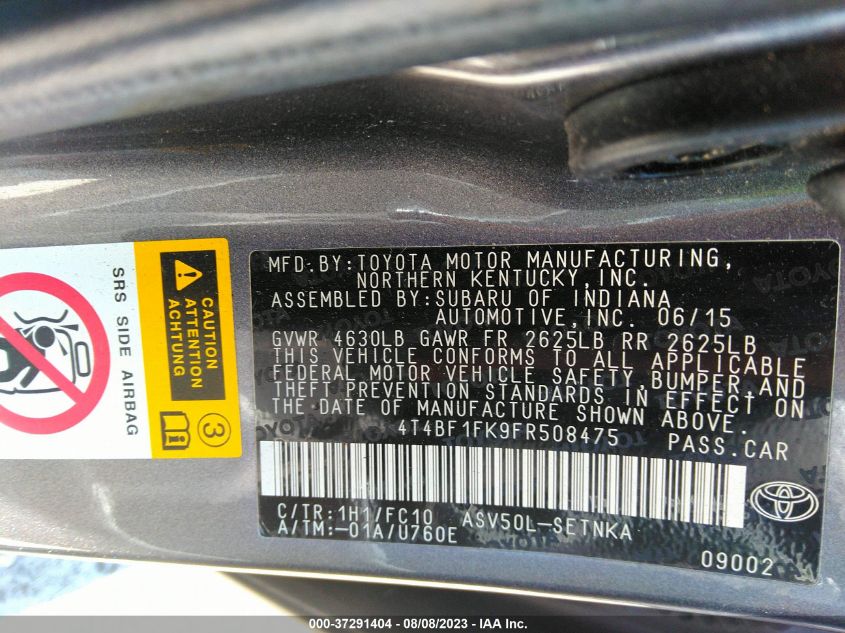 SRS SIDE AIRBAG
CAUTION
ACHTUNG
3
MFD.BY:TOYOTA MOTOR MANUFACTURING,
NORTHERN KENTUCKY,INC.
ASSEMBLED BY:SUBARU OF INDIANA
AUTOMOTIVE,INC. 06/15
GVWR 4630LB GAWR FR 2625LB RR 2625LB
THIS VEHICLE CONFORMS TO ALL APPLICABLE
FEDERAL MOTOR VEHICLE SAFETY,BUMPER,AND
THEFT PREVENTION STANDARDS IN EFFECT ON
THE DATE OF MANUFACTURE SHOWN ABOVE.
4T4BF1FK9FR508475 PASS.CAR
C/TR:1H1/FC10 ASV50L-SETNKA
A/TM:-01A/U760E
09002
000-37291404 - 08/08/2023 - IAA Inc.